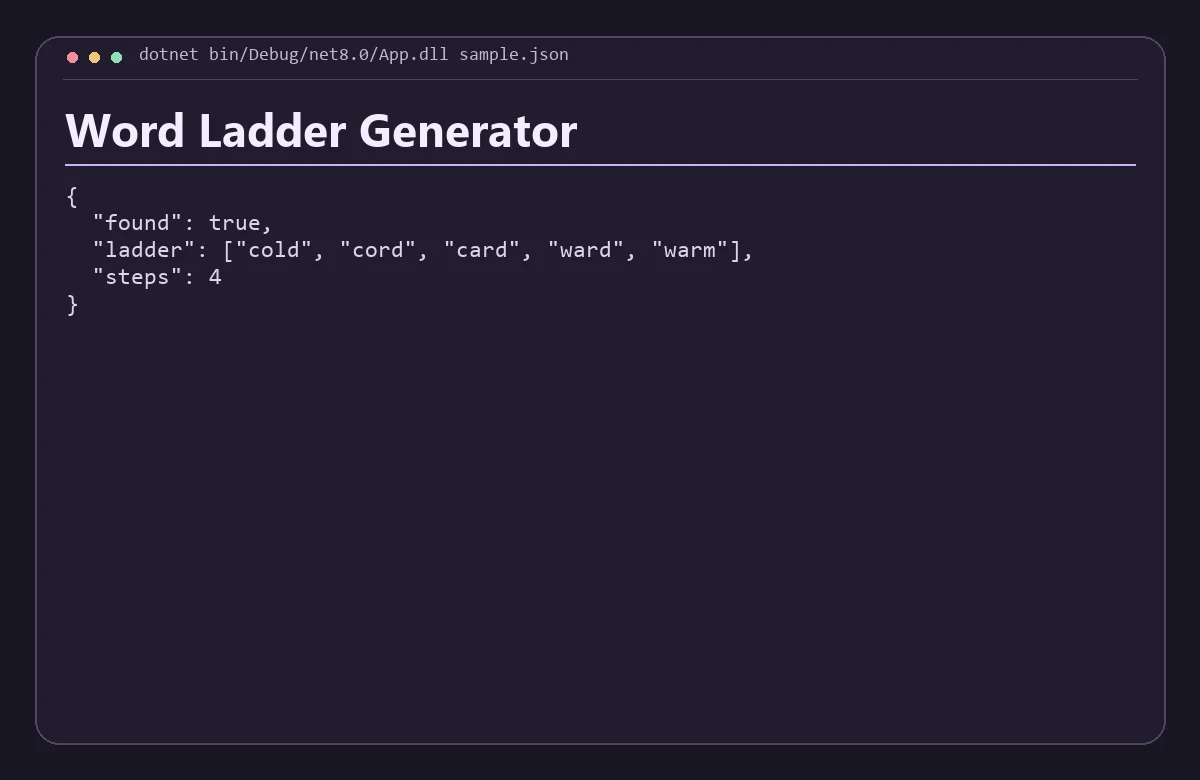 dotnet bin/Debug/net8.0/App.dll sample.json
Word Ladder Generator
{
  "found": true,
  "ladder": ["cold", "cord", "card", "ward", "warm"],
  "steps": 4
}